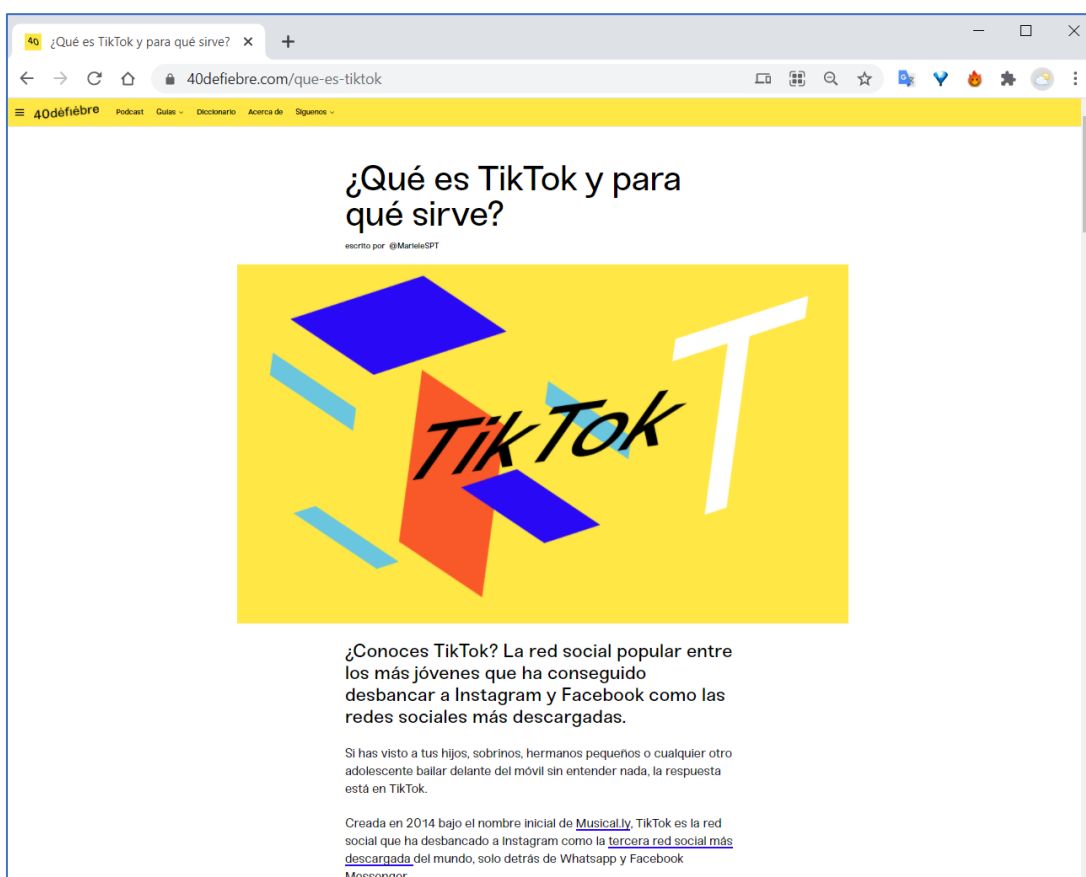 40 ¿Qué es TikTok y para qué sirve?
40defiebre.com/que-es-tiktok
40dèfièbre Podcast Guías Diccionario Acerca de Síguenos
¿Qué es TikTok y para
qué sirve?
escrito por @MarieleSPT
TikTok T
¿Conoces TikTok? La red social popular entre
los más jóvenes que ha conseguido
desbancar a Instagram y Facebook como las
redes sociales más descargadas.
Si has visto a tus hijos, sobrinos, hermanos pequeños o cualquier otro
adolescente bailar delante del móvil sin entender nada, la respuesta
está en TikTok.
Creada en 2014 bajo el nombre inicial de Musical.ly, TikTok es la red
social que ha desbancado a Instagram como la tercera red social más
descargada del mundo, solo detrás de Whatsapp y Facebook
Messenger